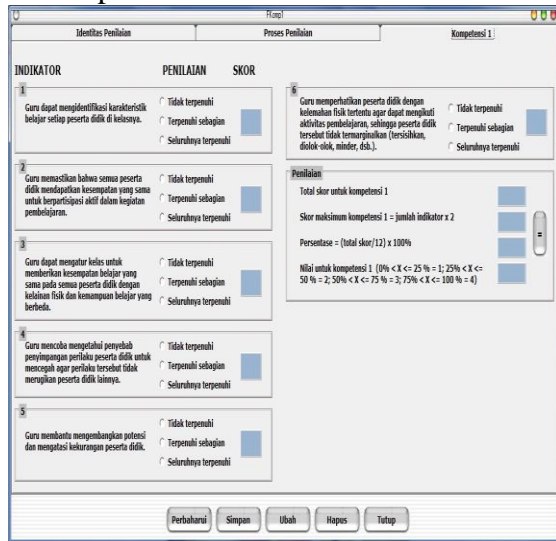 FKomp1
Identitas Penilaian
Proses Penilaian
Kompetensi 1
INDIKATOR
PENILAIAN
SKOR
1
Guru dapat mengidentifikasi karakteristik
belajar setiap peserta didik di kelasnya.
Tidak terpenuhi
Terpenuhi sebagian
Seluruhnya terpenuhi
2
Guru memastikan bahwa semua peserta
didik mendapatkan kesempatan yang sama
untuk berpartisipasi aktif dalam kegiatan
pembelajaran.
Tidak terpenuhi
Terpenuhi sebagian
Seluruhnya terpenuhi
3
Guru dapat mengatur kelas untuk
memberikan kesempatan belajar yang
sama pada semua peserta didik dengan
kelainan fisik dan kemampuan belajar yang
berbeda.
Tidak terpenuhi
Terpenuhi sebagian
Seluruhnya terpenuhi
4
Guru mencoba mengetahui penyebab
penyimpangan perilaku peserta didik untuk
mencegah agar perilaku tersebut tidak
merugikan peserta didik lainnya.
Tidak terpenuhi
Terpenuhi sebagian
Seluruhnya terpenuhi
5
Guru membantu mengembangkan potensi
dan mengatasi kekurangan peserta didik.
Tidak terpenuhi
Terpenuhi sebagian
Seluruhnya terpenuhi
6
Guru memperhatikan peserta didik dengan
kelemahan fisik tertentu agar dapat mengikuti
aktivitas pembelajaran, sehingga peserta didik
tersebut tidak termarginalkan (tersisihkan,
diolok-olok, minder, dsb.).
Tidak terpenuhi
Terpenuhi sebagian
Seluruhnya terpenuhi
Penilaian
Total skor untuk kompetensi 1
Skor maksimum kompetensi 1 = jumlah indikator x 2
Persentase = (total skor/12) x 100%
Nilai untuk kompetensi 1 (0% < X <= 25 % = 1; 25% < X <=
50 % = 2; 50% < X <= 75 % = 3; 75% < X <= 100 % = 4)
=
Perbaharui
Simpan
Ubah
Hapus
Tutup